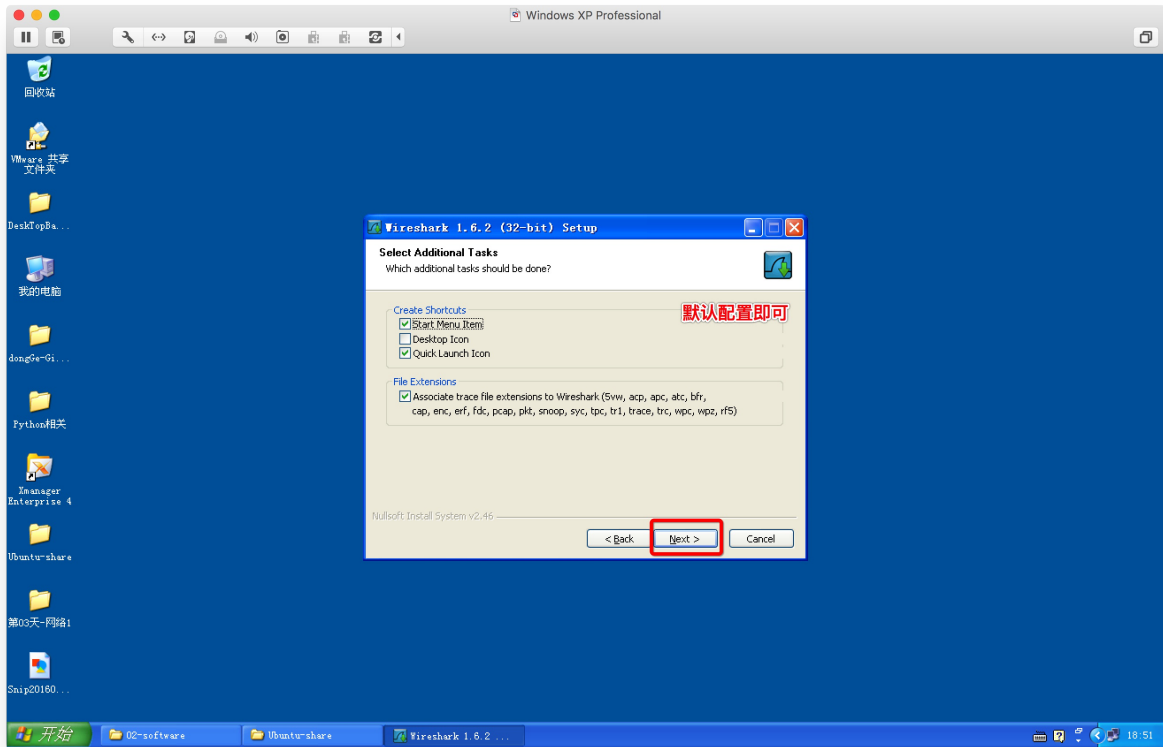 Windows XP Professional
回收站
VMware 共享
文件夹
DeskTopBa...
我的电脑
dongGe-Gi...
Python相关
Xmanager
Enterprise 4
Ubuntu-share
第03天-网络1
Snip20160...
Wireshark 1.6.2 (32-bit) Setup
Select Additional Tasks
Which additional tasks should be done?
默认配置即可
Create Shortcuts
Start Menu Item
Desktop Icon
Quick Launch Icon
File Extensions
Associate trace file extensions to Wireshark (5vw, acp, apc, atc, bfr,
cap, enc, erf, fdc, pcap, pkt, snoop, syc, tpc, tr1, trace, trc, wpc, wpz, rf5)
Nullsoft Install System v2.46
< Back
Next >
Cancel
开始
02-software
Ubuntu-share
Wireshark 1.6.2 ...
18:51